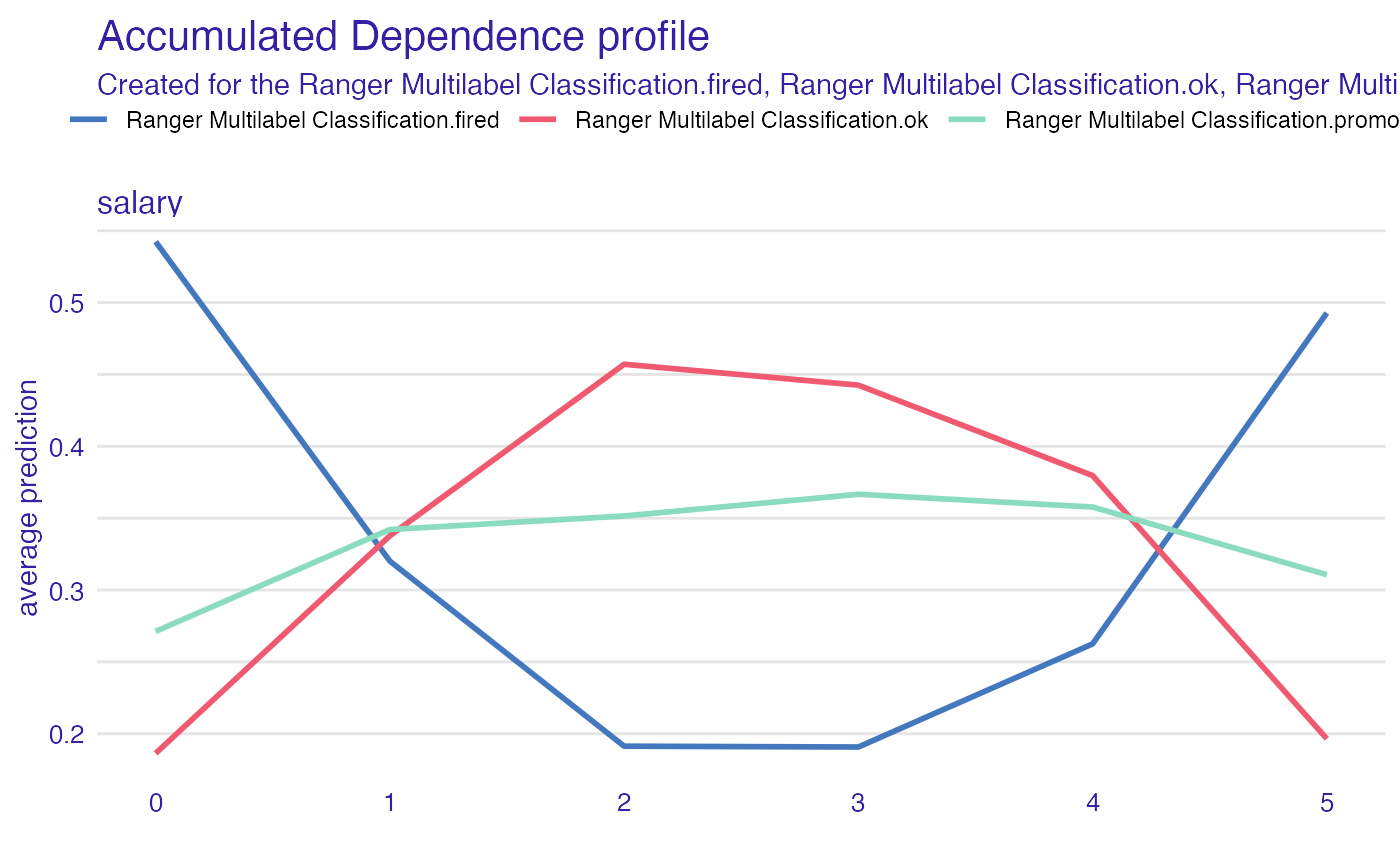 Accumulated Dependence profile
Created for the Ranger Multilabel Classification.fired, Ranger Multilabel Classification.ok, Ranger Multi
Ranger Multilabel Classification.fired Ranger Multilabel Classification.ok Ranger Multilabel Classification.promo
salary
average prediction
0.5
0.4
0.3
0.2
0 1 2 3 4 5